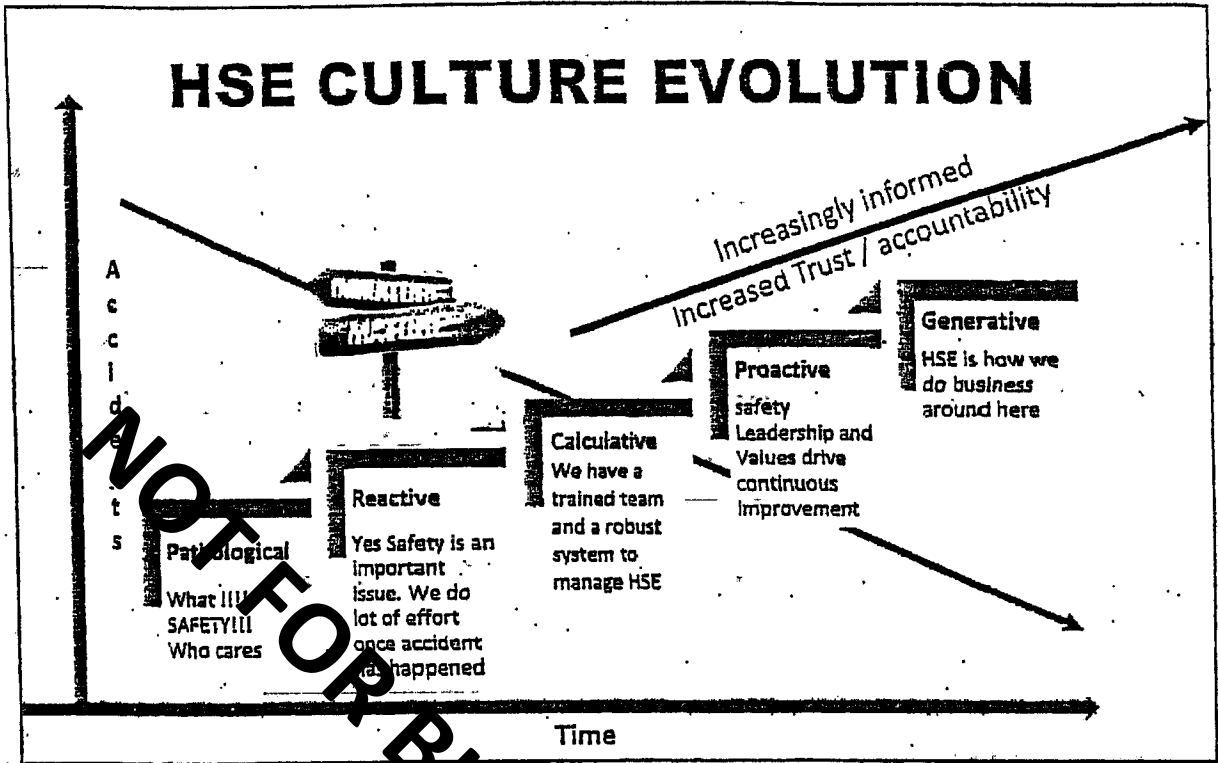 HSE CULTURE EVOLUTION
Increasingly informed
Increased Trust / accountability
Accidents
Generative
HSE is how we
do business
around here
Proactive
safety
Leadership and
Values drive
continuous
improvement
Calculative
We have a
trained team
and a robust
system to
manage HSE
Reactive
Yes Safety is an
important
issue. We do
lot of effort
once accident
has happened
Pathological
What !!!!
SAFETY!!!
Who cares
NOT FOR
Time